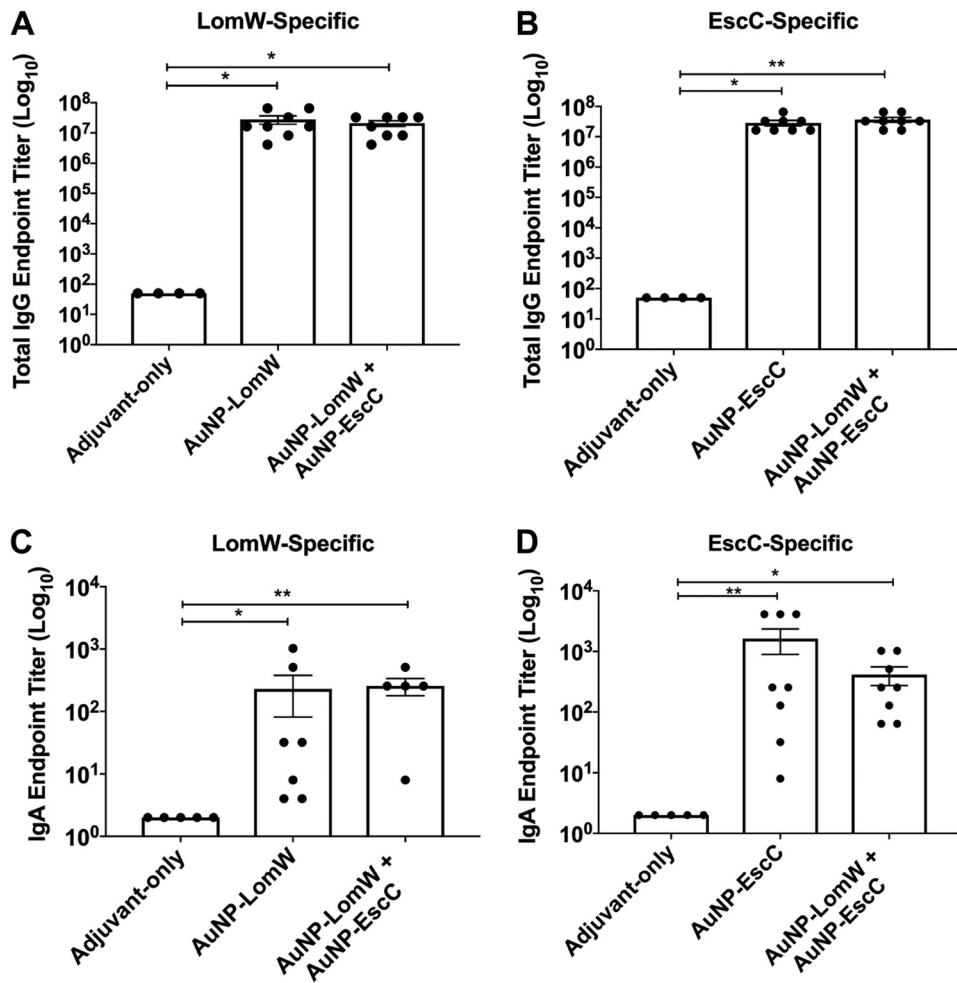 A
LomW-Specific
Total IgG Endpoint Titer (Log10)
10^8
10^7
10^6
10^5
10^4
10^3
10^2
10^1
10^0
*
*
Adjuvant-only
AuNP-LomW
AuNP-LomW +
AuNP-EscC
B
EscC-Specific
Total IgG Endpoint Titer (Log10)
10^8
10^7
10^6
10^5
10^4
10^3
10^2
10^1
10^0
**
*
Adjuvant-only
AuNP-EscC
AuNP-LomW +
AuNP-EscC
C
LomW-Specific
IgA Endpoint Titer (Log10)
10^4
10^3
10^2
10^1
10^0
**
*
Adjuvant-only
AuNP-LomW
AuNP-LomW +
AuNP-EscC
D
EscC-Specific
IgA Endpoint Titer (Log10)
10^4
10^3
10^2
10^1
10^0
*
**
Adjuvant-only
AuNP-EscC
AuNP-LomW +
AuNP-EscC